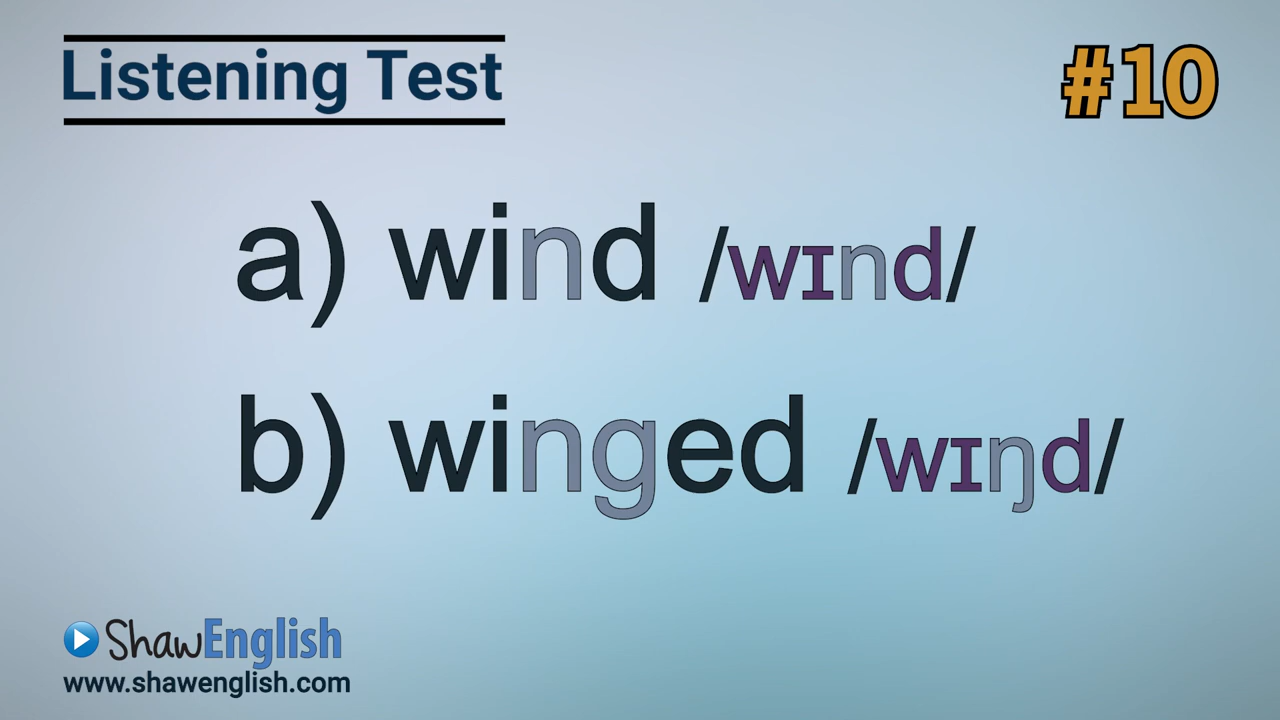 Listening Test
#10
a) wind /wɪnd/
b) winged /wɪŋd/
ShawEnglish
www.shawenglish.com